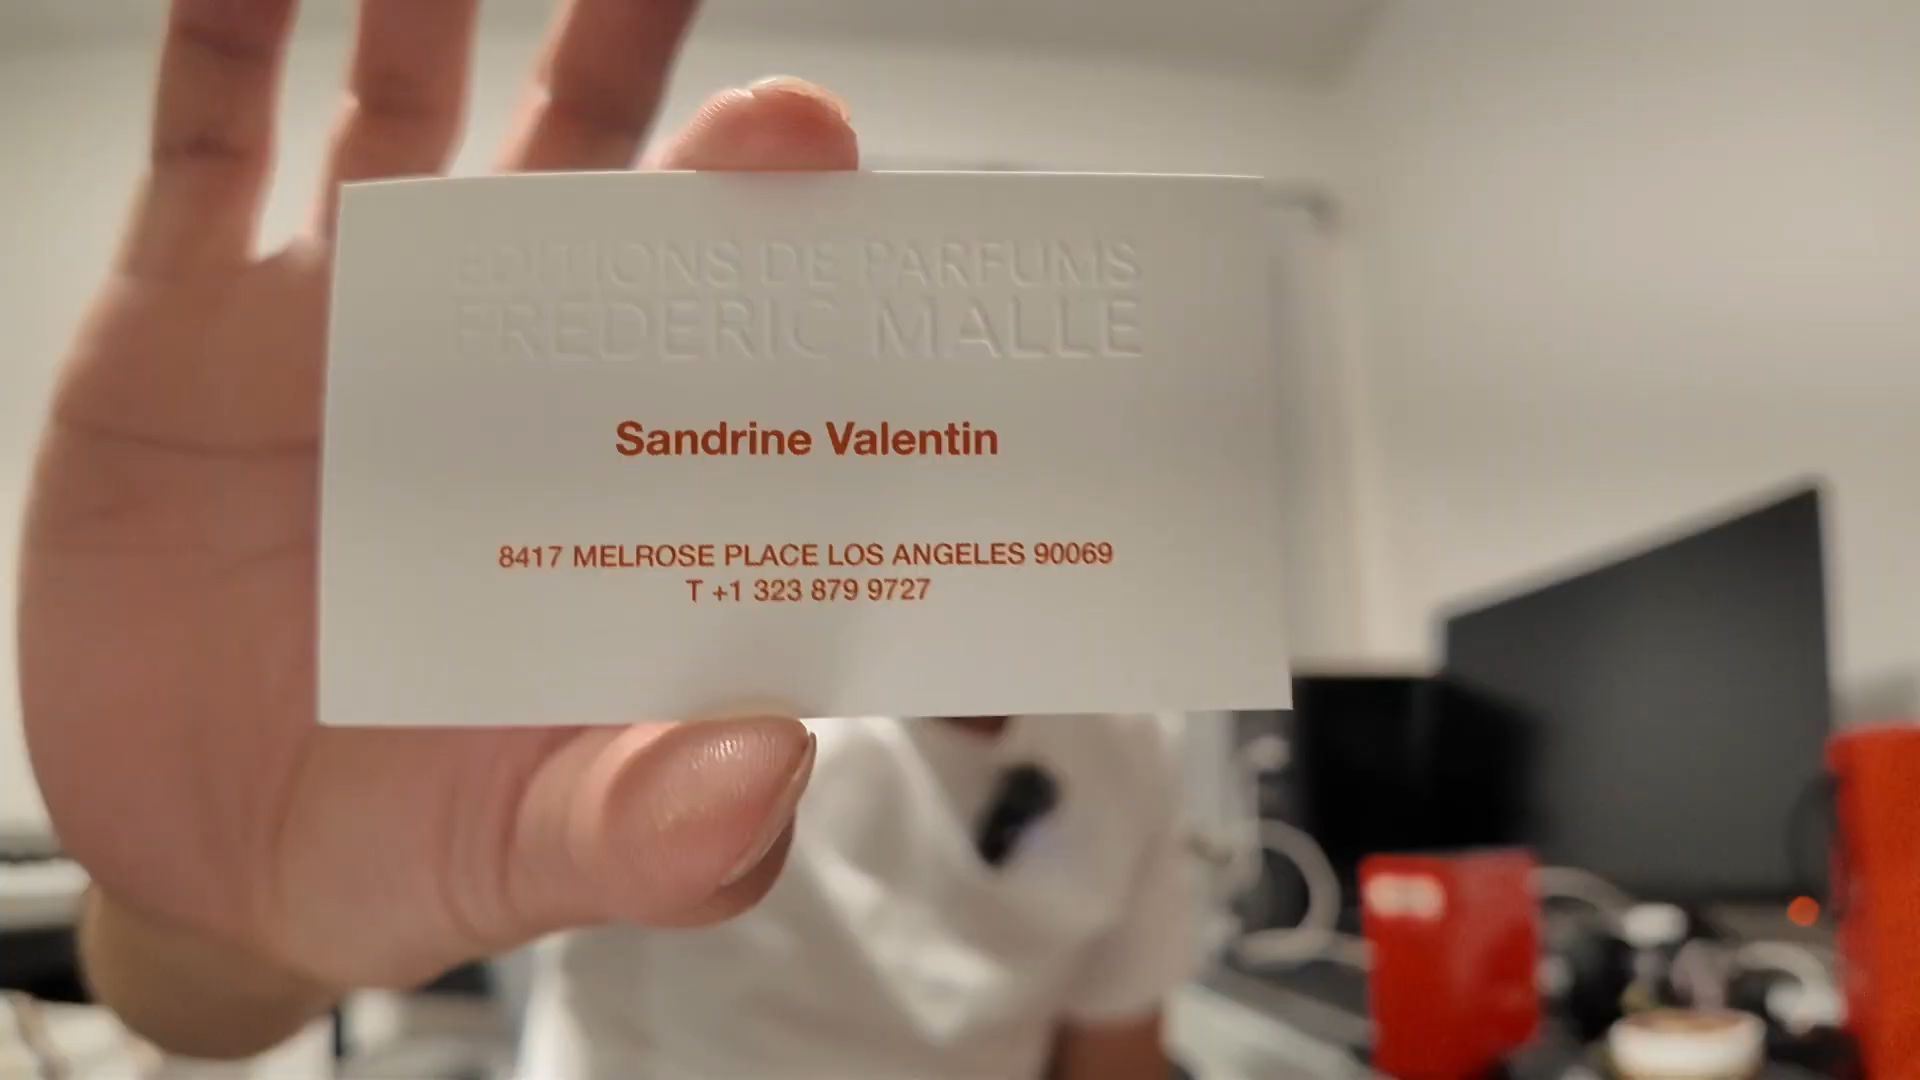 EDITIONS DE PARFUMS
FREDERIC MALLE
Sandrine Valentin
8417 MELROSE PLACE LOS ANGELES 90069
T +1 323 879 9727